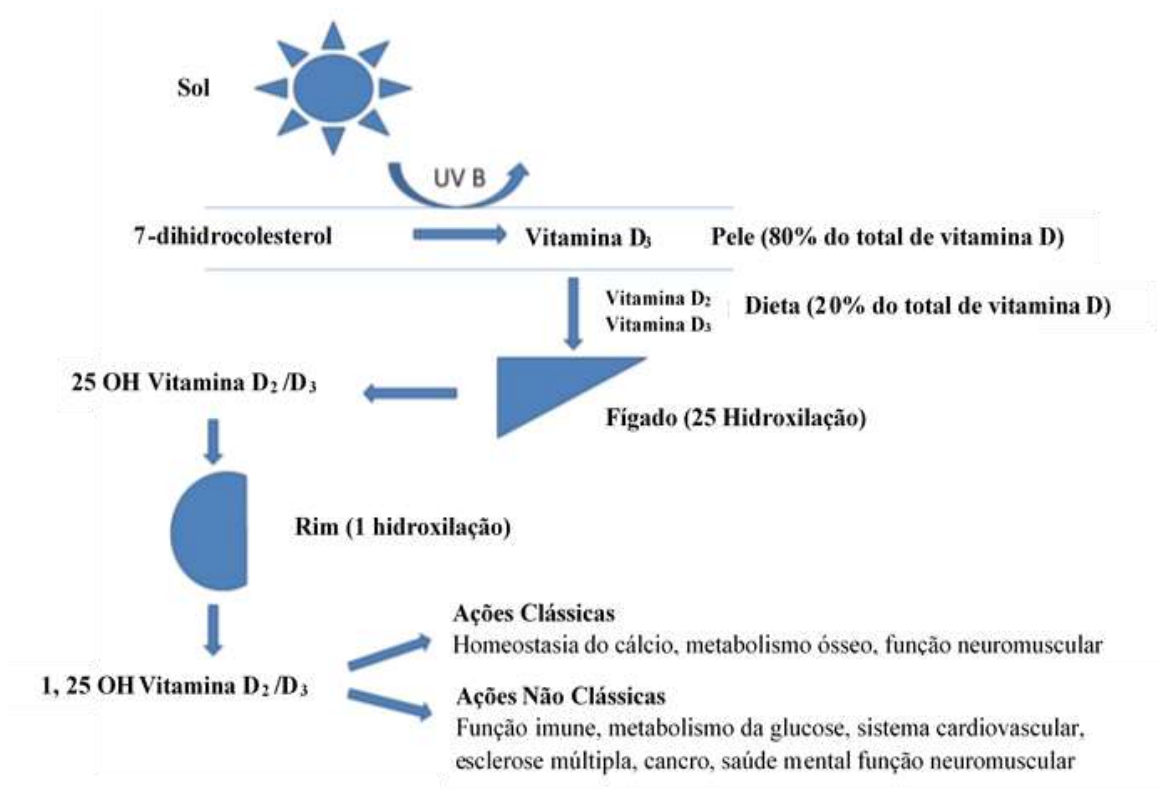 Sol
UV B
7-dihidrocolesterol
Vitamina D₃
Pele (80% do total de vitamina D)
Vitamina D₂
Vitamina D₃
Dieta (20% do total de vitamina D)
25 OH Vitamina D₂ /D₃
Fígado (25 Hidroxilação)
Rim (1 hidroxilação)
Ações Clássicas
Homeostasia do cálcio, metabolismo ósseo, função neuromuscular
1, 25 OH Vitamina D₂ /D₃
Ações Não Clássicas
Função imune, metabolismo da glucose, sistema cardiovascular,
esclerose múltipla, cancro, saúde mental função neuromuscular